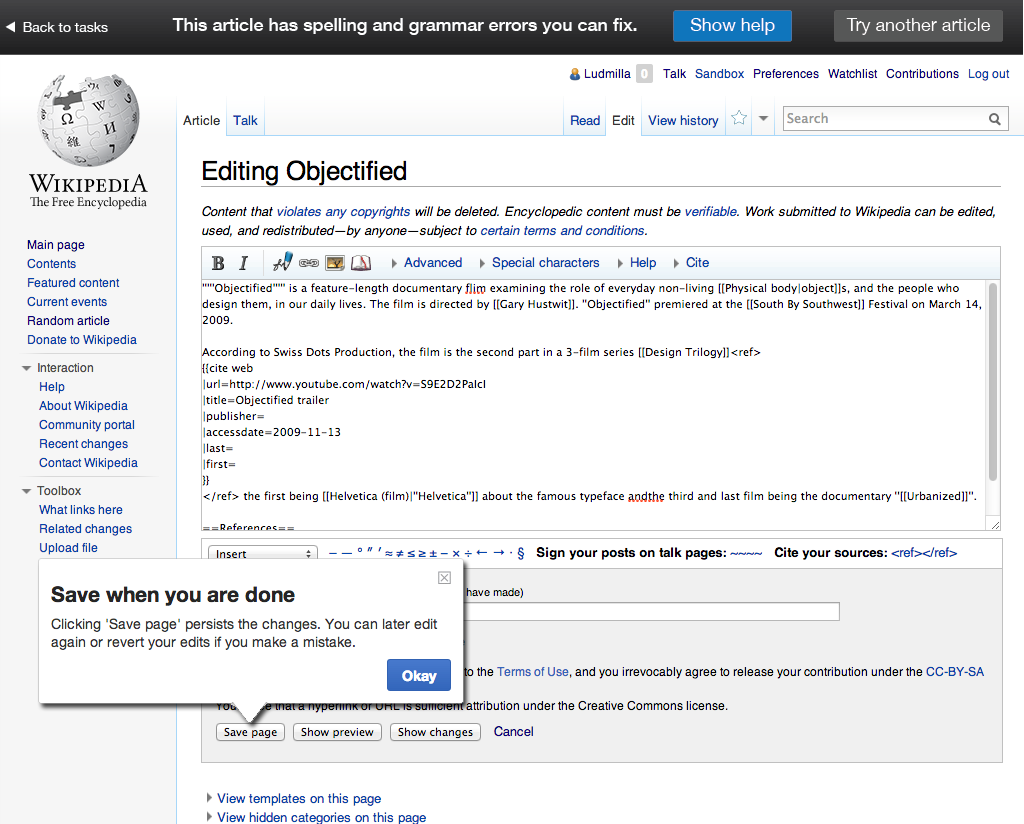 Back to tasks
This article has spelling and grammar errors you can fix.
Show help
Try another article
Ludmilla 0 Talk Sandbox Preferences Watchlist Contributions Log out
Article Talk Read Edit View history Search
WIKIPEDIA
The Free Encyclopedia
Main page
Contents
Featured content
Current events
Random article
Donate to Wikipedia
Interaction
Help
About Wikipedia
Community portal
Recent changes
Contact Wikipedia
Toolbox
What links here
Related changes
Upload file
Editing Objectified
Content that violates any copyrights will be deleted. Encyclopedic content must be verifiable. Work submitted to Wikipedia can be edited,
used, and redistributed—by anyone—subject to certain terms and conditions.
B I Advanced Special characters Help Cite
"""Objectified""" is a feature-length documentary flim examining the role of everyday non-living [[Physical body|object]]s, and the people who
design them, in our daily lives. The film is directed by [[Gary Hustwit]]. "Objectified" premiered at the [[South By Southwest]] Festival on March 14,
2009.
According to Swiss Dots Production, the film is the second part in a 3-film series [[Design Trilogy]]<ref>
{{cite web
|url=http://www.youtube.com/watch?v=S9E2D2PaIcI
|title=Objectified trailer
|publisher=
|accessdate=2009-11-13
|last=
|first=
}}
</ref> the first being [[Helvetica (film)|"Helvetica"]] about the famous typeface andthe third and last film being the documentary "[[Urbanized]]".
==References==
Insert – — ° ″ ′ ≈ ≠ ≤ ≥ ± − × ÷ ← → · § Sign your posts on talk pages: ~~~~ Cite your sources: <ref></ref>
have made)
to the Terms of Use, and you irrevocably agree to release your contribution under the CC-BY-SA
that a hyperlink or URL is sufficient attribution under the Creative Commons license.
Save when you are done
Clicking 'Save page' persists the changes. You can later edit
again or revert your edits if you make a mistake.
Okay
Save page Show preview Show changes Cancel
View templates on this page
View hidden categories on this page